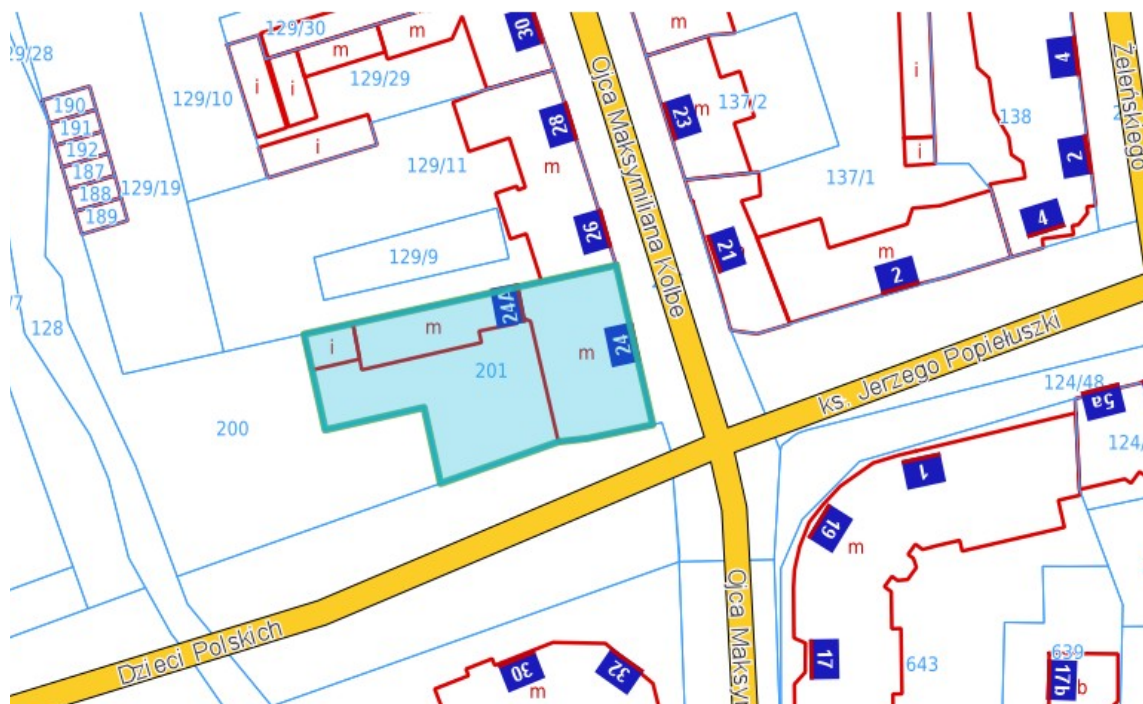 129/30
30
m
m
m
4
Żeleńskiego
29/28
i
i
129/29
i
129/10
Ojca Maksymiliana Kolbe
190
191
192
187
188
189
28
23
m
137/2
138
i
i
2
129/11
m
129/19
137/1
4
26
21
m
2
129/9
128
24A
m
i
24
m
201
ks. Jerzego Popiełuszki
124/48
5a
200
124/
1
19
m
Dzieci Polskich
Ojca Maksy
30
32
m
17
643
639
17b
b